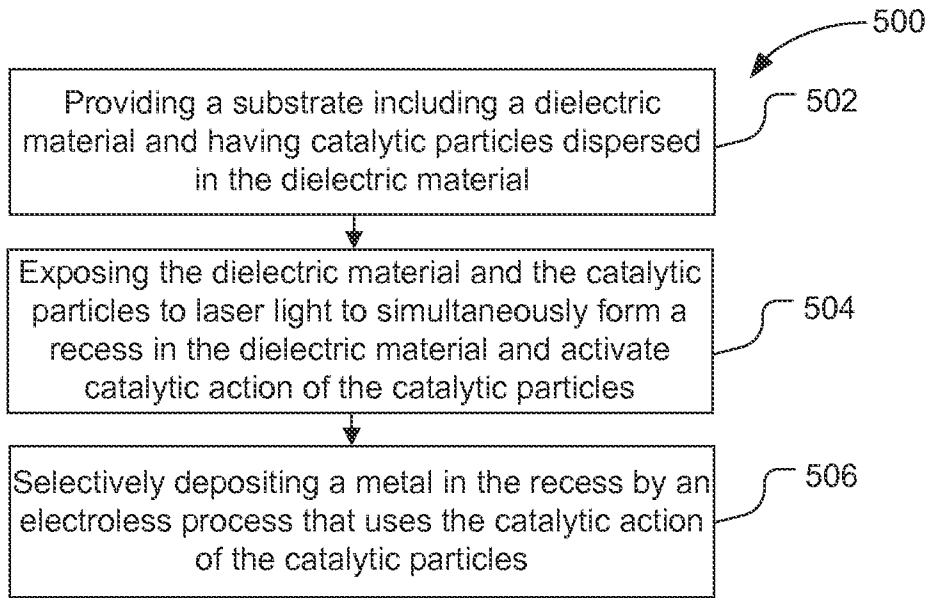 500
Providing a substrate including a dielectric
material and having catalytic particles dispersed
in the dielectric material
502
Exposing the dielectric material and the catalytic
particles to laser light to simultaneously form a
recess in the dielectric material and activate
catalytic action of the catalytic particles
504
Selectively depositing a metal in the recess by an
electroless process that uses the catalytic action
of the catalytic particles
506